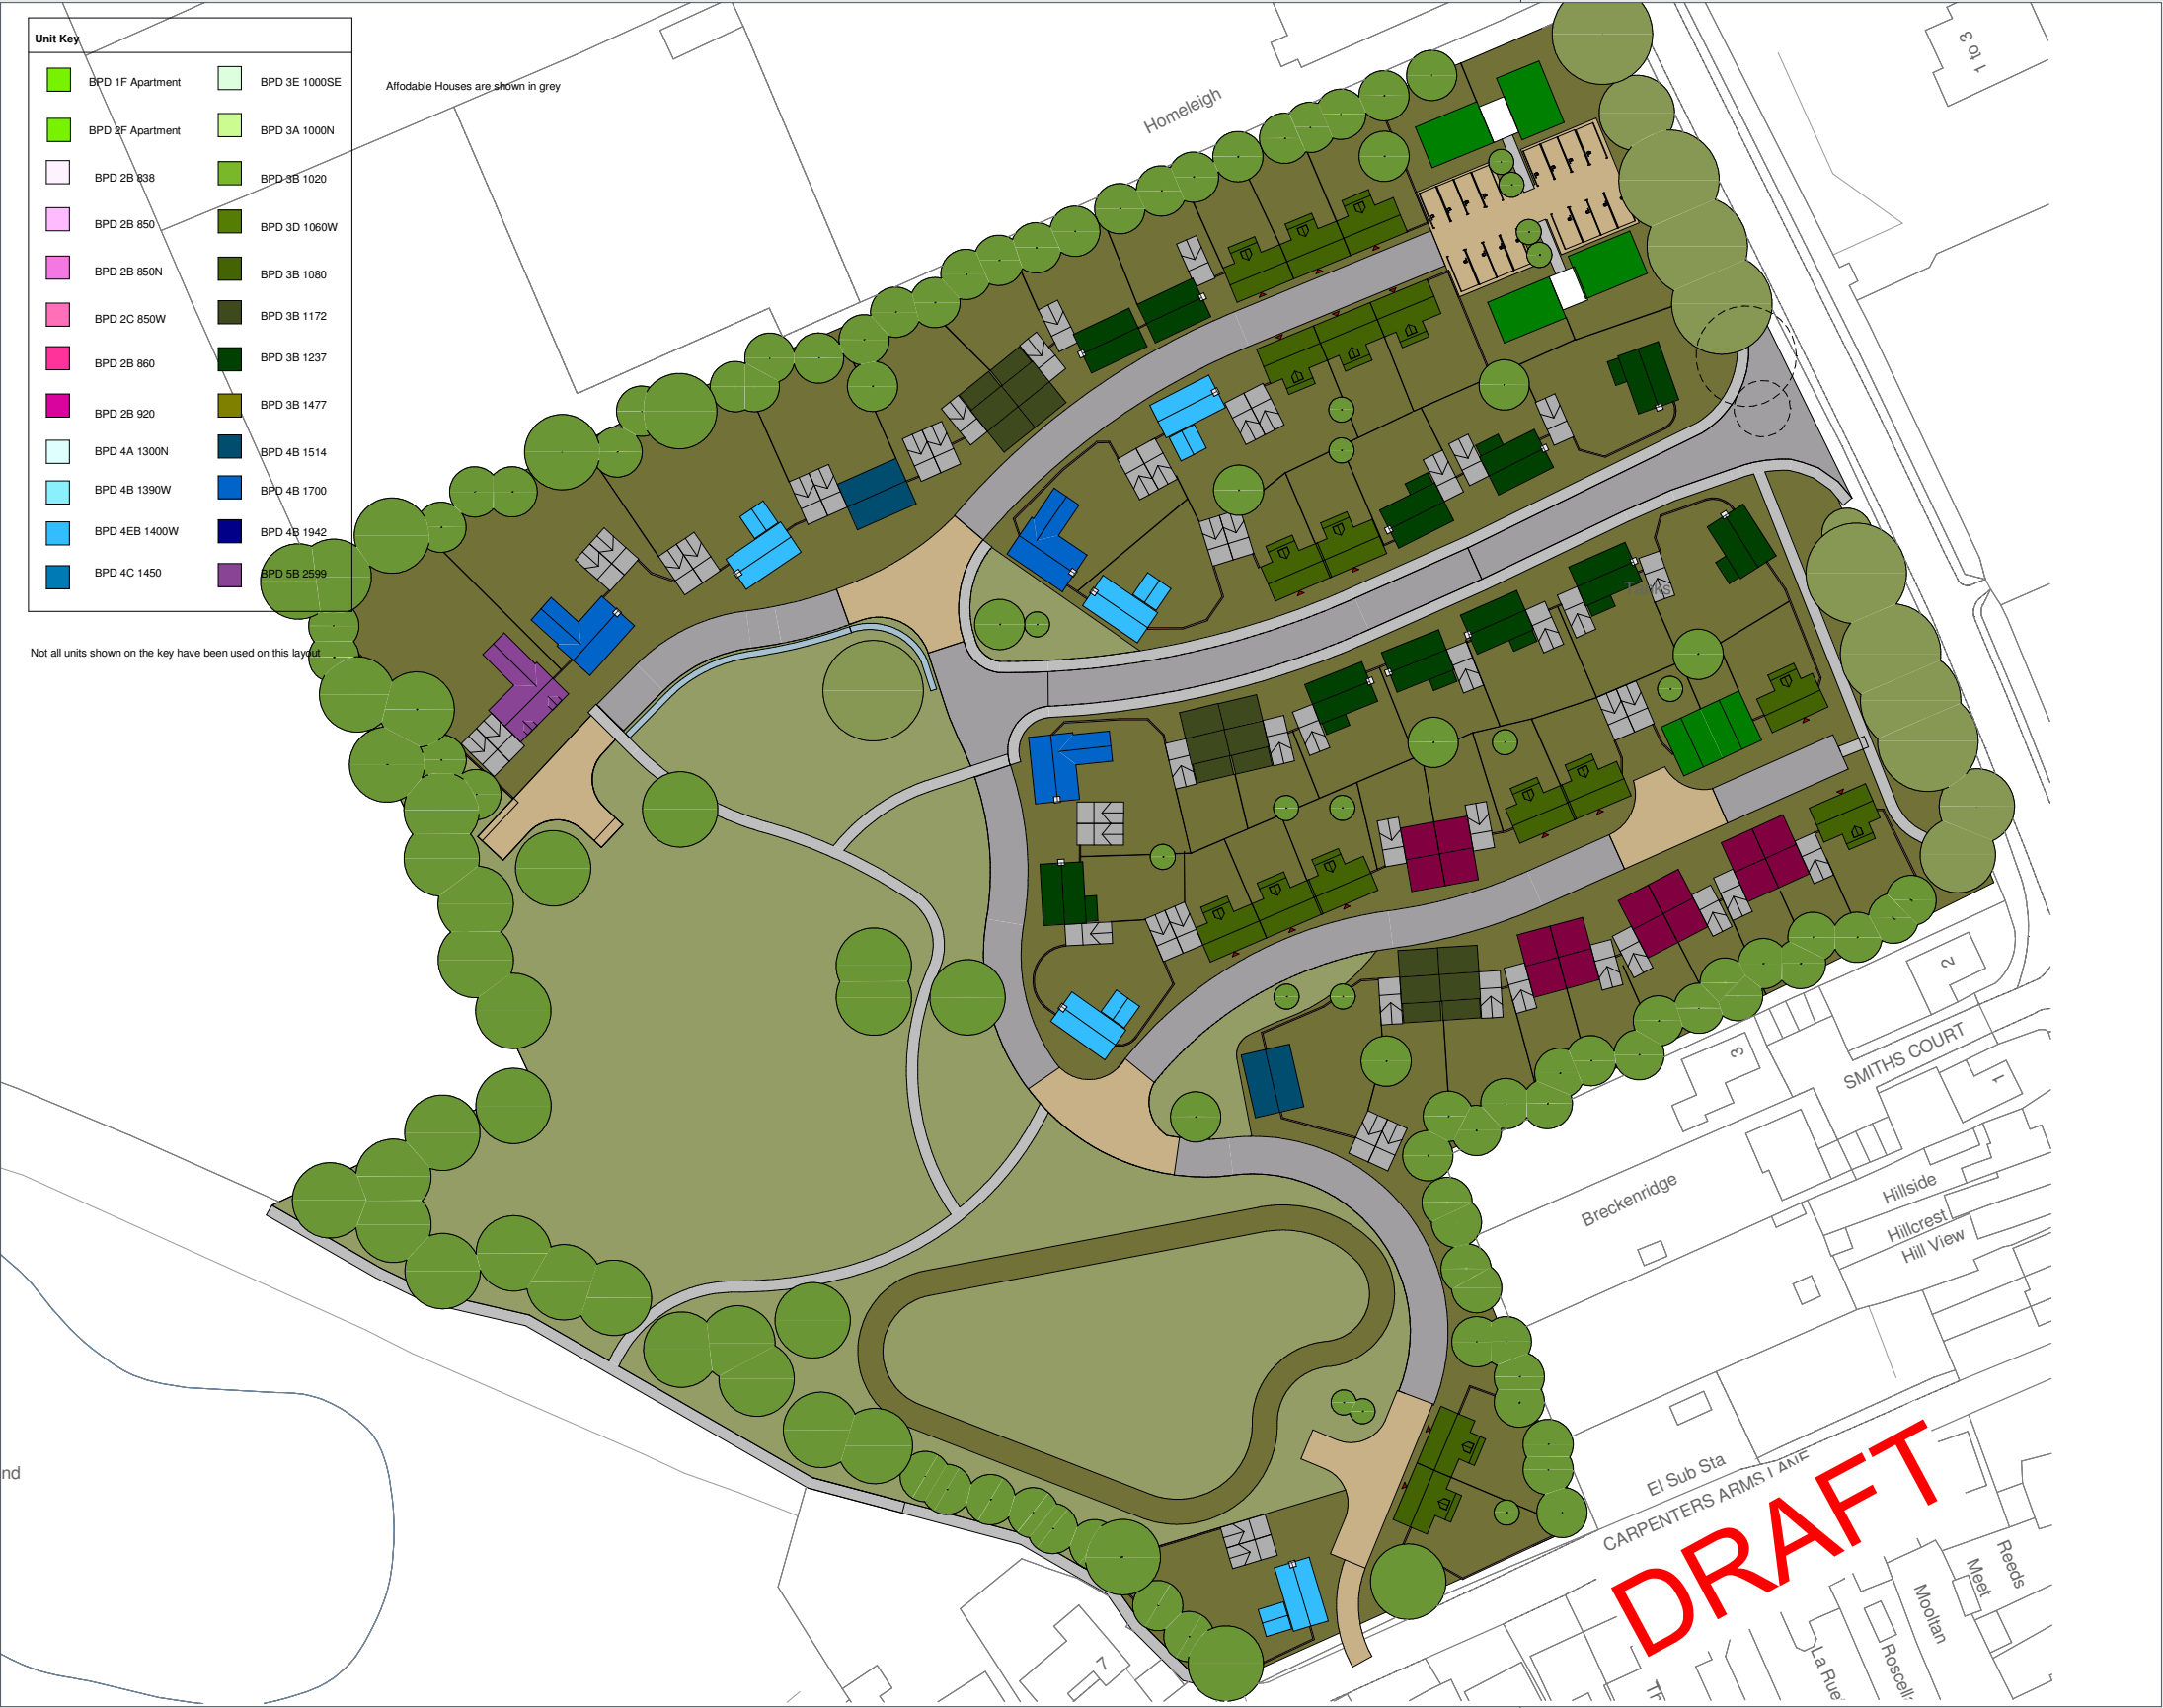 Unit Key
BPD 1F Apartment
BPD 2F Apartment
BPD 2B 838
BPD 2B 850
BPD 2B 850N
BPD 2C 850W
BPD 2B 860
BPD 2B 920
BPD 4A 1300N
BPD 4B 1390W
BPD 4EB 1400W
BPD 4C 1450
BPD 3E 1000SE
BPD 3A 1000N
BPD 3B 1020
BPD 3D 1060W
BPD 3B 1080
BPD 3B 1172
BPD 3B 1237
BPD 3B 1477
BPD 4B 1514
BPD 4B 1700
BPD 4B 1942
BPD 5B 2599
Not all units shown on the key have been used on this layout
Affodable Houses are shown in grey
Homeleigh
1 to 3
2
SMITHS COURT
3
1
Breckenridge
Hillside
Hillcrest
Hill View
El Sub Sta
CARPENTERS ARMS LANE
DRAFT
Reeds
Meet
Mooltan
La Rue
7
nd